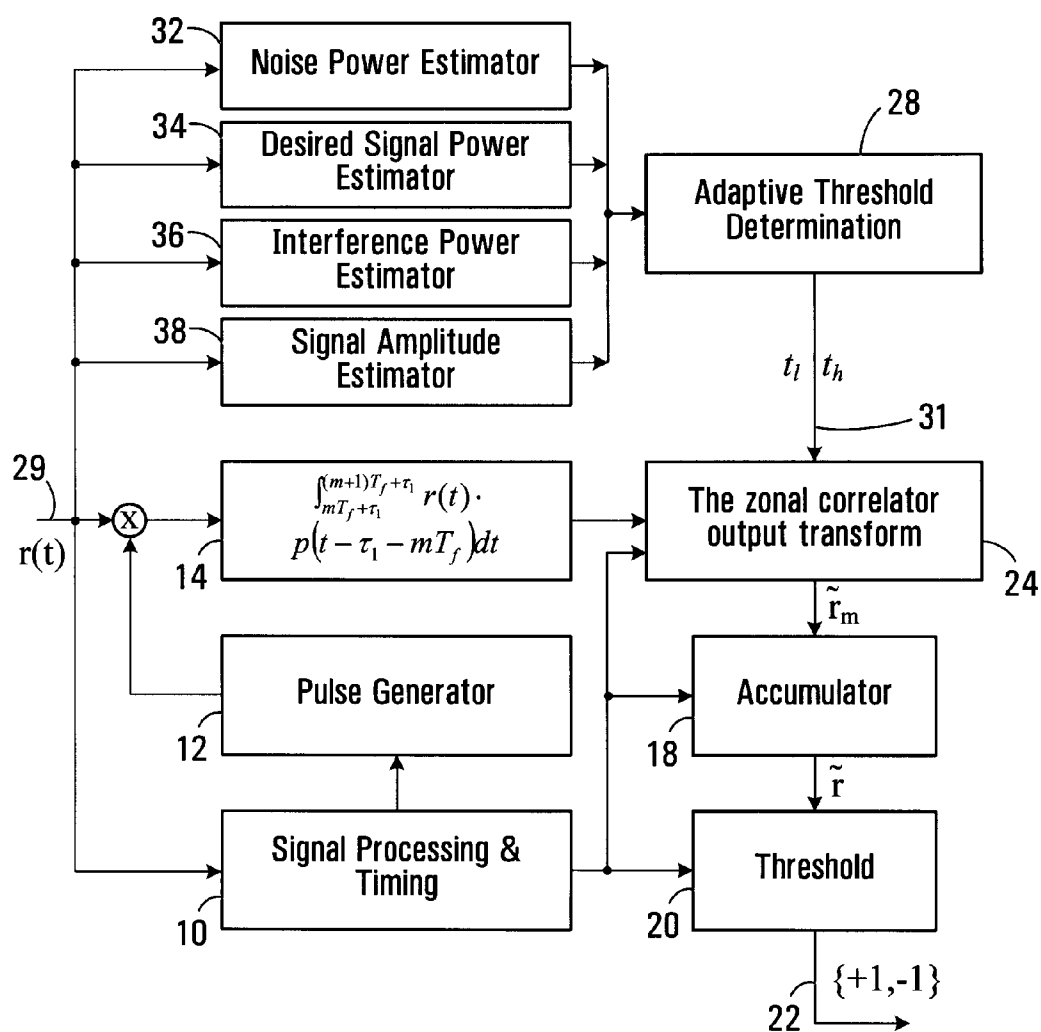 32
Noise Power Estimator
34
Desired Signal Power
Estimator
28
Adaptive Threshold
Determination
36
Interference Power
Estimator
38
Signal Amplitude
Estimator
t_l t_h
31
29
r(t)
X
∫_{mT_f+τ_1}^{(m+1)T_f+τ_1} r(t)·
p(t − τ_1 − mT_f)dt
14
The zonal correlator
output transform
24
r̃_m
Pulse Generator
12
Accumulator
18
r̃
Signal Processing &
Timing
10
Threshold
20
22
{+1,-1}